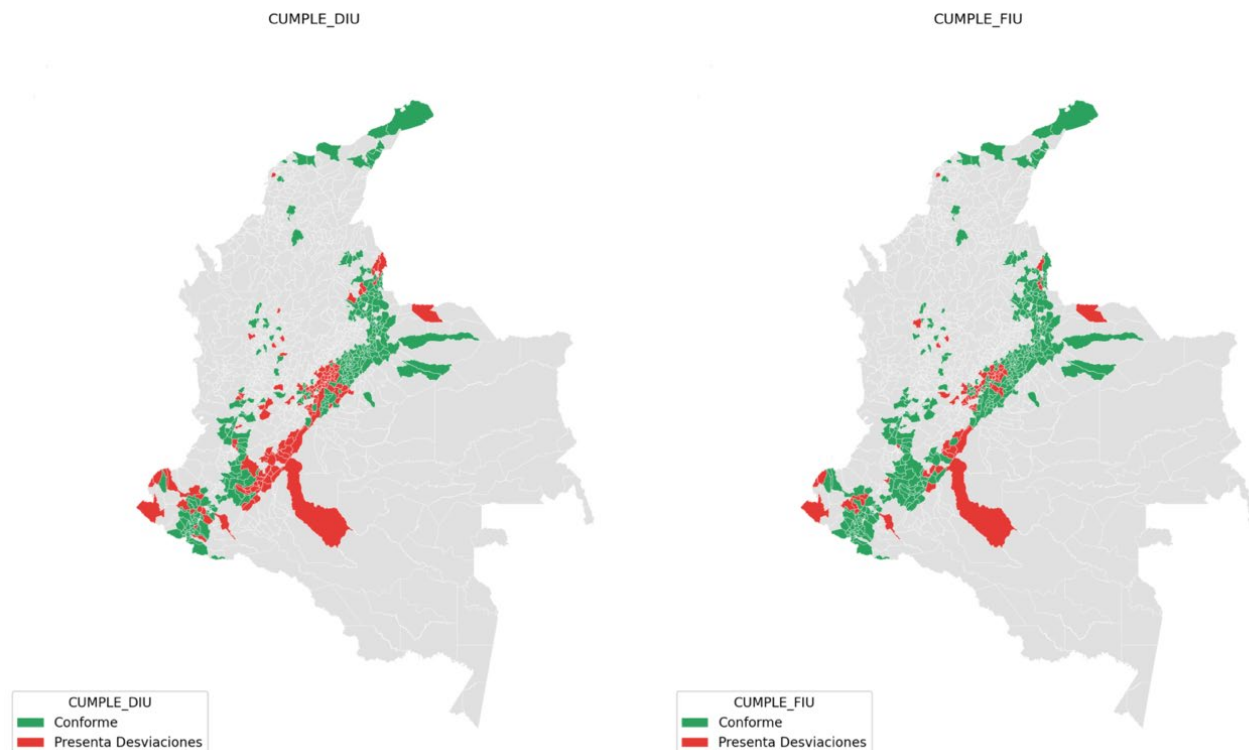 CUMPLE_DIU
CUMPLE_FIU
CUMPLE_DIU
Conforme
Presenta Desviaciones
CUMPLE_FIU
Conforme
Presenta Desviaciones